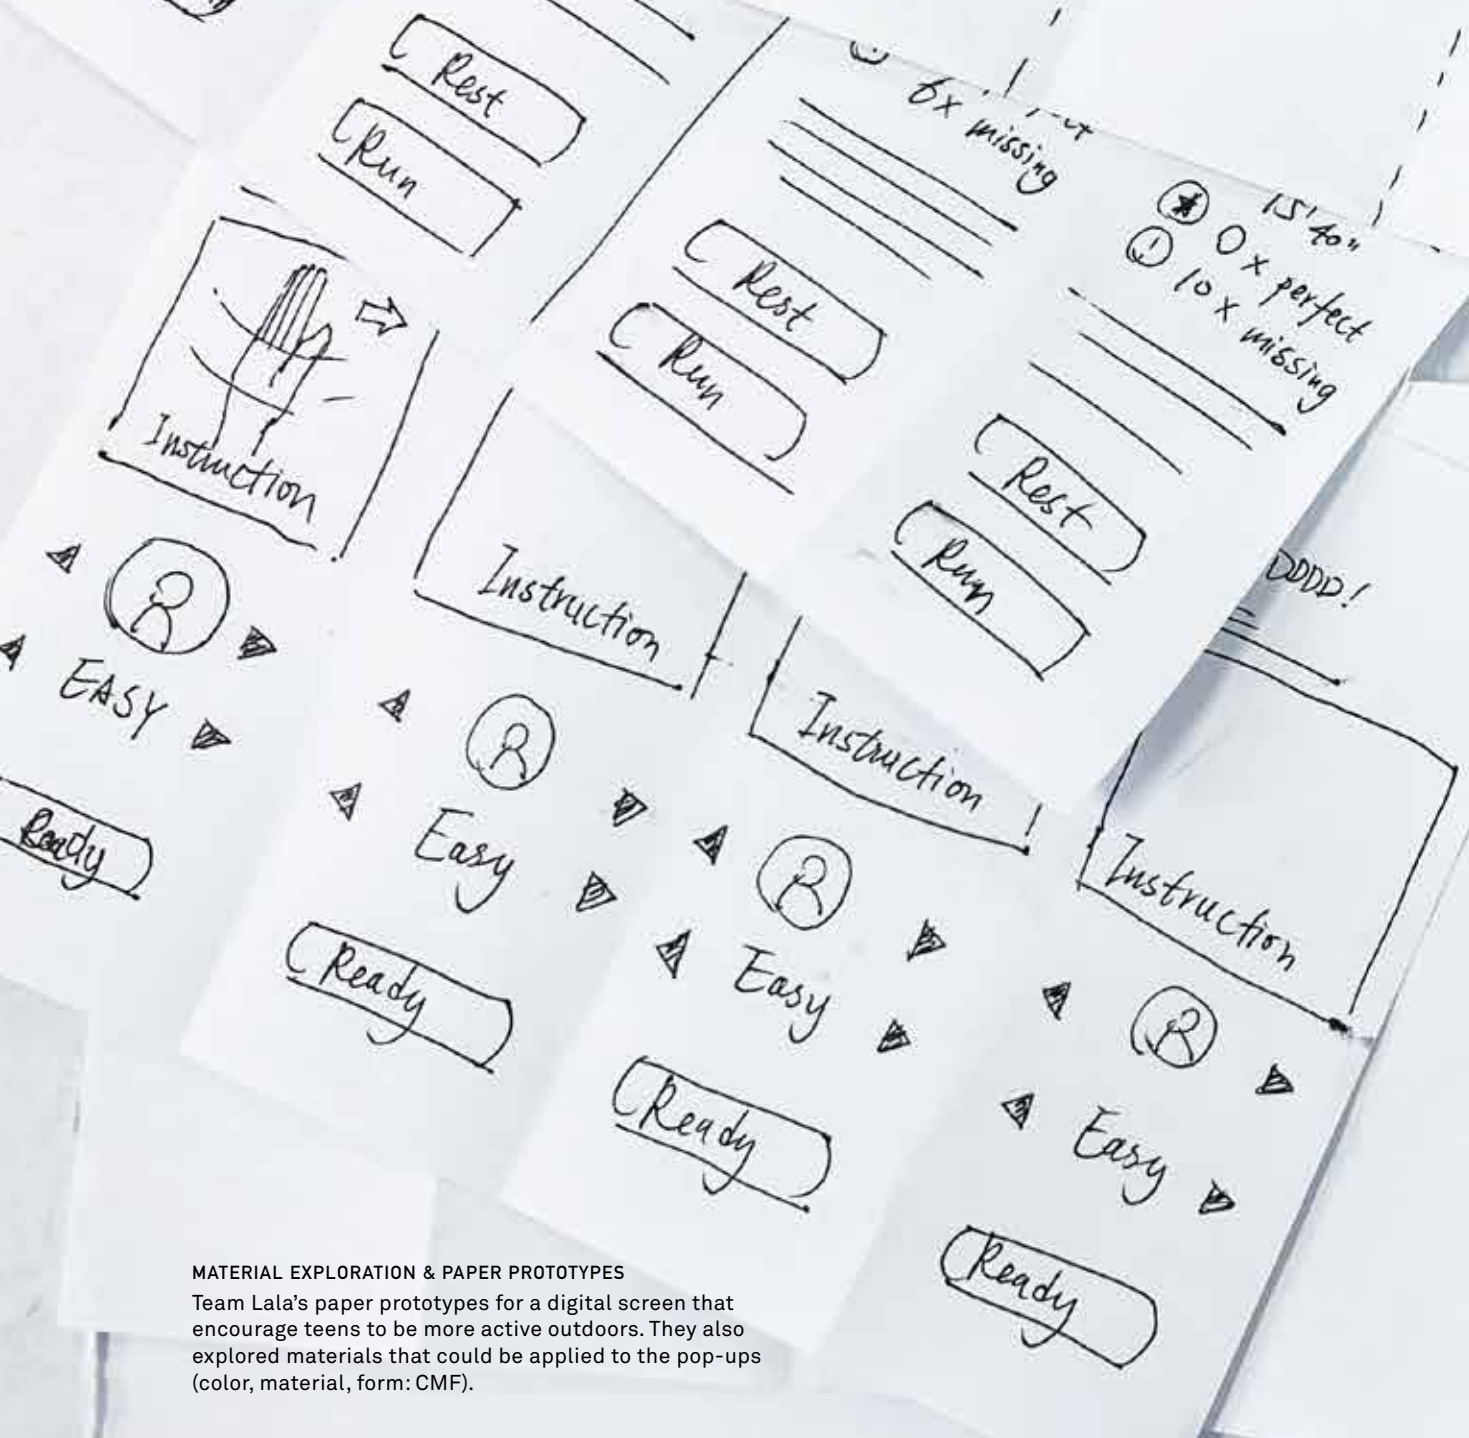 Rest
Run
6x missing
Rest
Run
15'40"
0 x perfect
10 x missing
Rest
Run
Instruction
EASY
Ready
Instruction
Easy
Ready
Instruction
Easy
Ready
Instruction
Easy
Ready
MATERIAL EXPLORATION & PAPER PROTOTYPES
Team Lala's paper prototypes for a digital screen that
encourage teens to be more active outdoors. They also
explored materials that could be applied to the pop-ups
(color, material, form: CMF).